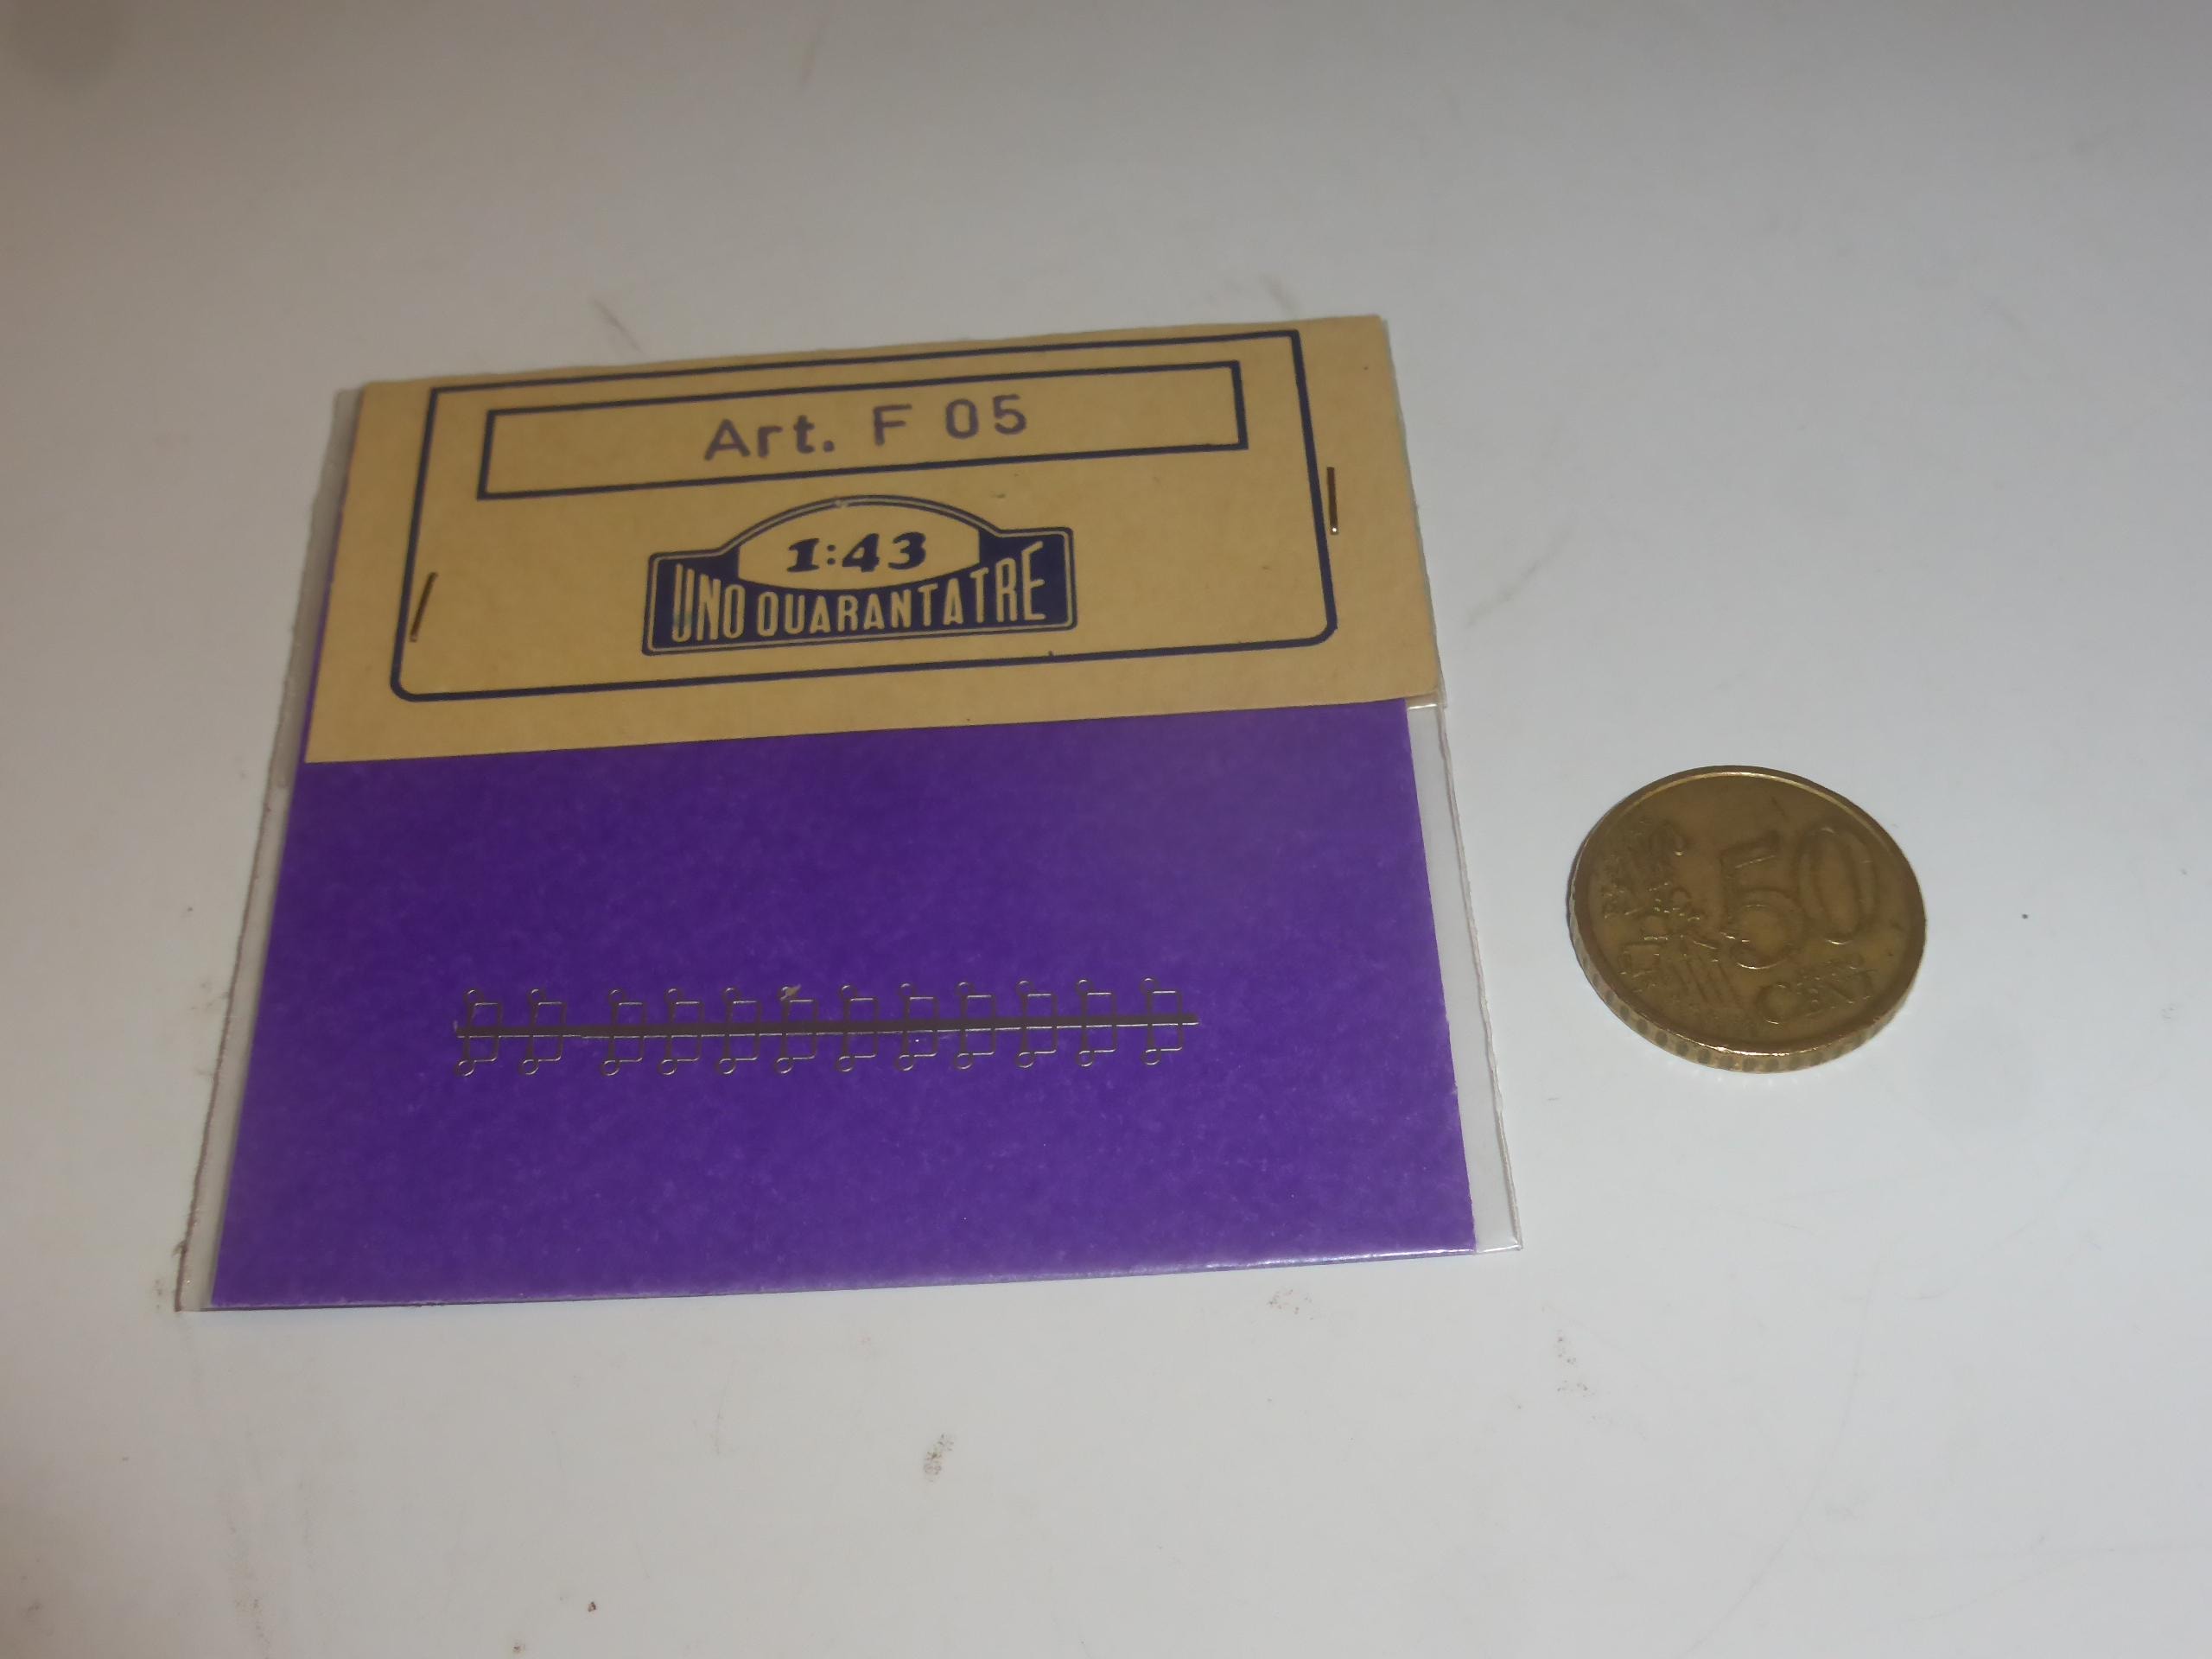 Art. F 05
1:43
UNO QUARANTATRE
50
CENT